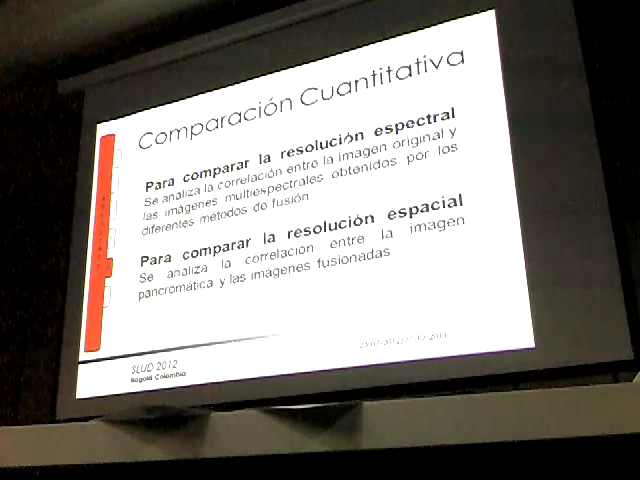 Comparación Cuantitativa
Para comparar la resolución espectral
Se analiza la correlación entre la imagen original y
las imágenes multiespectrales obtenidos por los
diferentes métodos de fusión
Para comparar la resolución espacial
Se analiza la correlación entre la imagen
pancromática y las imágenes fusionadas
SLUD 2012
Bogotá Colombia